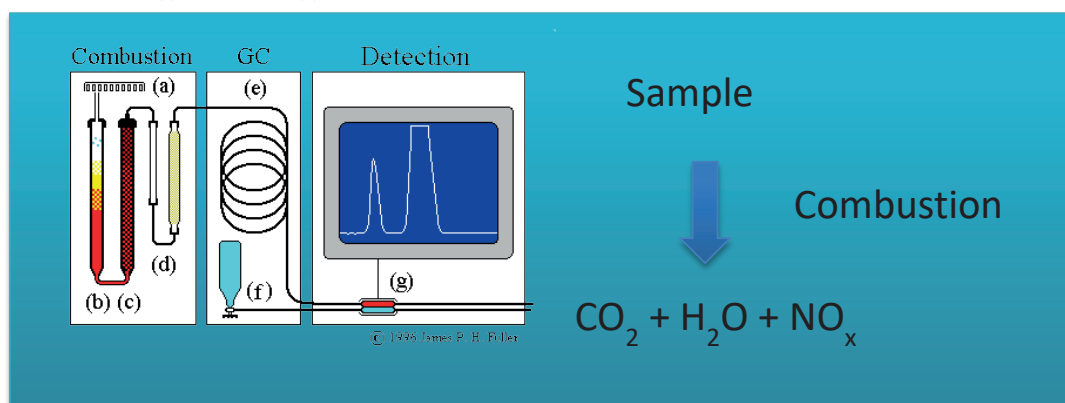 Combustion GC Detection
(a)
(e)
(d)
(b) (c)
(f)
(g)
© 1996 James P. H. Fuller
Sample
Combustion
CO₂ + H₂O + NOₓ